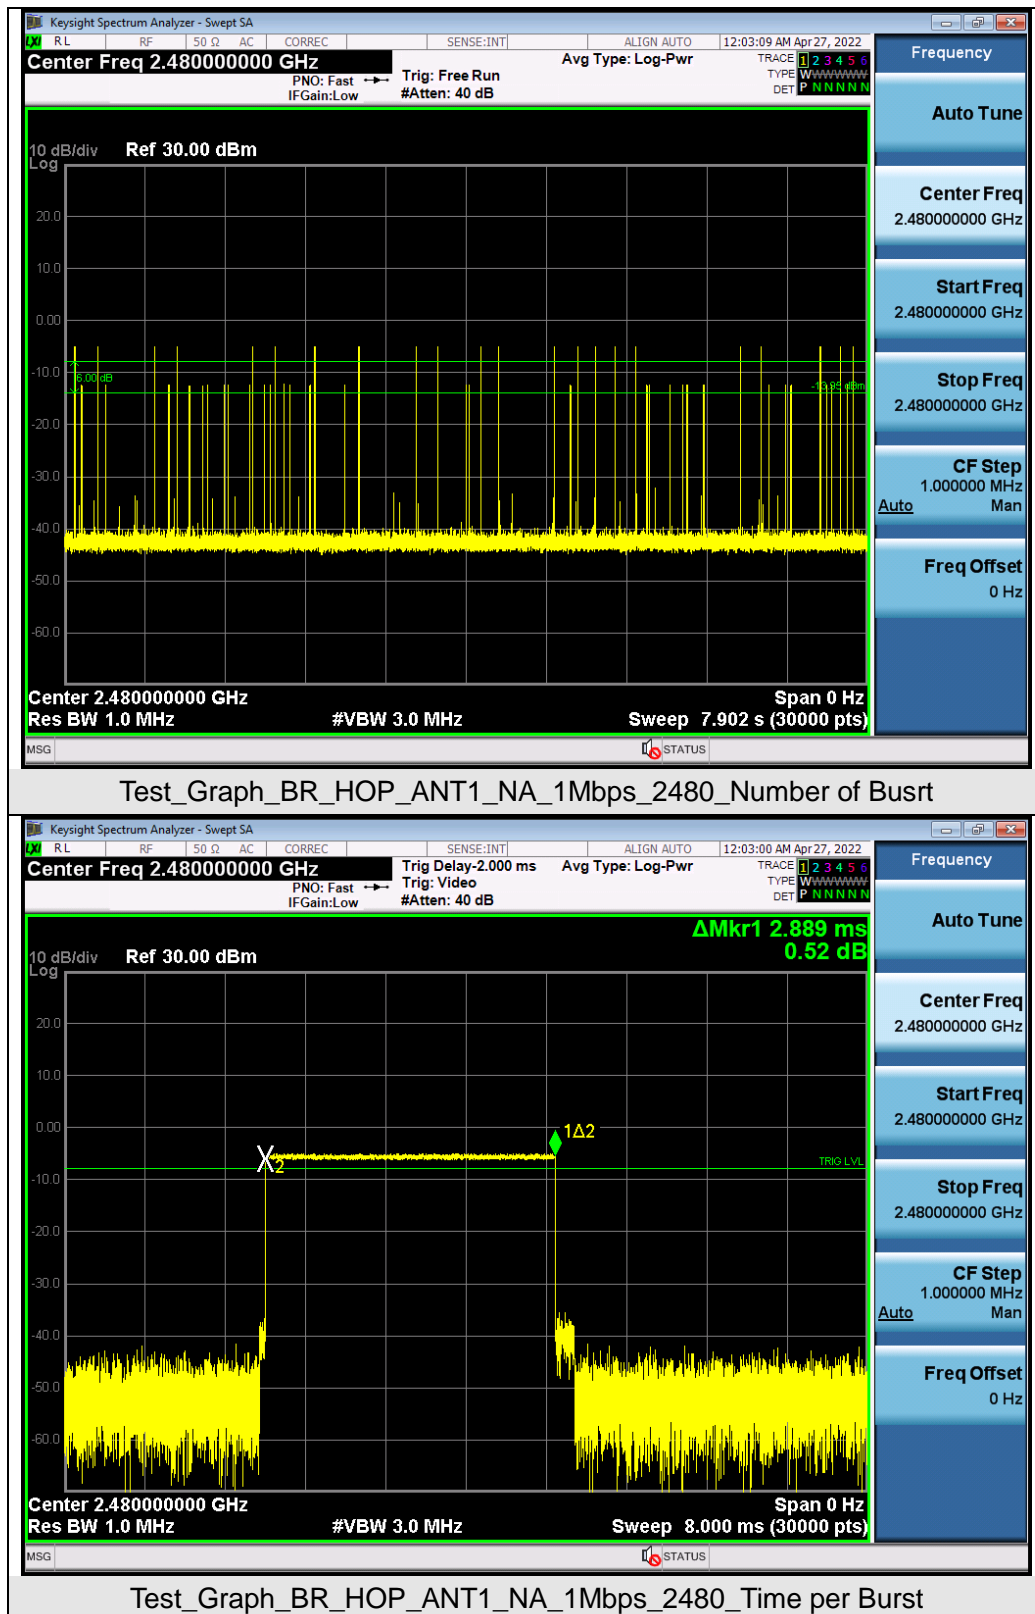 Keysight Spectrum Analyzer - Swept SA
LXI RL RF 50 Ω AC CORREC SENSE:INT ALIGN AUTO 12:03:09 AM Apr 27, 2022
Center Freq 2.480000000 GHz
PNO: Fast
IFGain:Low
Trig: Free Run
#Atten: 40 dB
Avg Type: Log-Pwr
TRACE 1 2 3 4 5 6
TYPE WWWWWW
DET P NNNNN
Frequency
Auto Tune
Center Freq
2.480000000 GHz
Start Freq
2.480000000 GHz
Stop Freq
2.480000000 GHz
CF Step
1.000000 MHz
Auto Man
Freq Offset
0 Hz
10 dB/div Ref 30.00 dBm
Log
20.0
10.0
0.00
-10.0
6.00 dB
-13.95 dBm
-20.0
-30.0
-40.0
-50.0
-60.0
Center 2.480000000 GHz Span 0 Hz
Res BW 1.0 MHz #VBW 3.0 MHz Sweep 7.902 s (30000 pts)
MSG STATUS
Test_Graph_BR_HOP_ANT1_NA_1Mbps_2480_Number of Busrt
Keysight Spectrum Analyzer - Swept SA
LXI RL RF 50 Ω AC CORREC SENSE:INT ALIGN AUTO 12:03:00 AM Apr 27, 2022
Center Freq 2.480000000 GHz
PNO: Fast
IFGain:Low
Trig Delay-2.000 ms
Trig: Video
#Atten: 40 dB
Avg Type: Log-Pwr
TRACE 1 2 3 4 5 6
TYPE WWWWWW
DET P NNNNN
Frequency
Auto Tune
Center Freq
2.480000000 GHz
Start Freq
2.480000000 GHz
Stop Freq
2.480000000 GHz
CF Step
1.000000 MHz
Auto Man
Freq Offset
0 Hz
ΔMkr1 2.889 ms
0.52 dB
10 dB/div Ref 30.00 dBm
Log
20.0
10.0
0.00
1Δ2
2
TRIG LVL
-10.0
-20.0
-30.0
-40.0
-50.0
-60.0
Center 2.480000000 GHz Span 0 Hz
Res BW 1.0 MHz #VBW 3.0 MHz Sweep 8.000 ms (30000 pts)
MSG STATUS
Test_Graph_BR_HOP_ANT1_NA_1Mbps_2480_Time per Burst